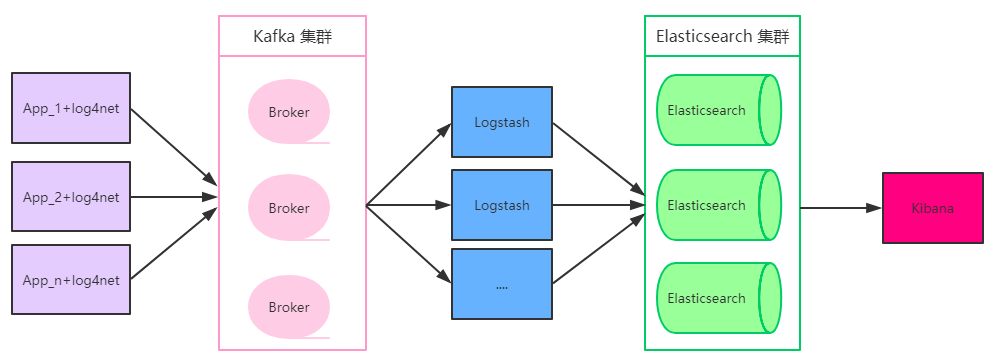 App_1+log4net
App_2+log4net
App_n+log4net
Kafka 集群
Broker
Broker
Broker
Logstash
Logstash
....
Elasticsearch 集群
Elasticsearch
Elasticsearch
Elasticsearch
Kibana